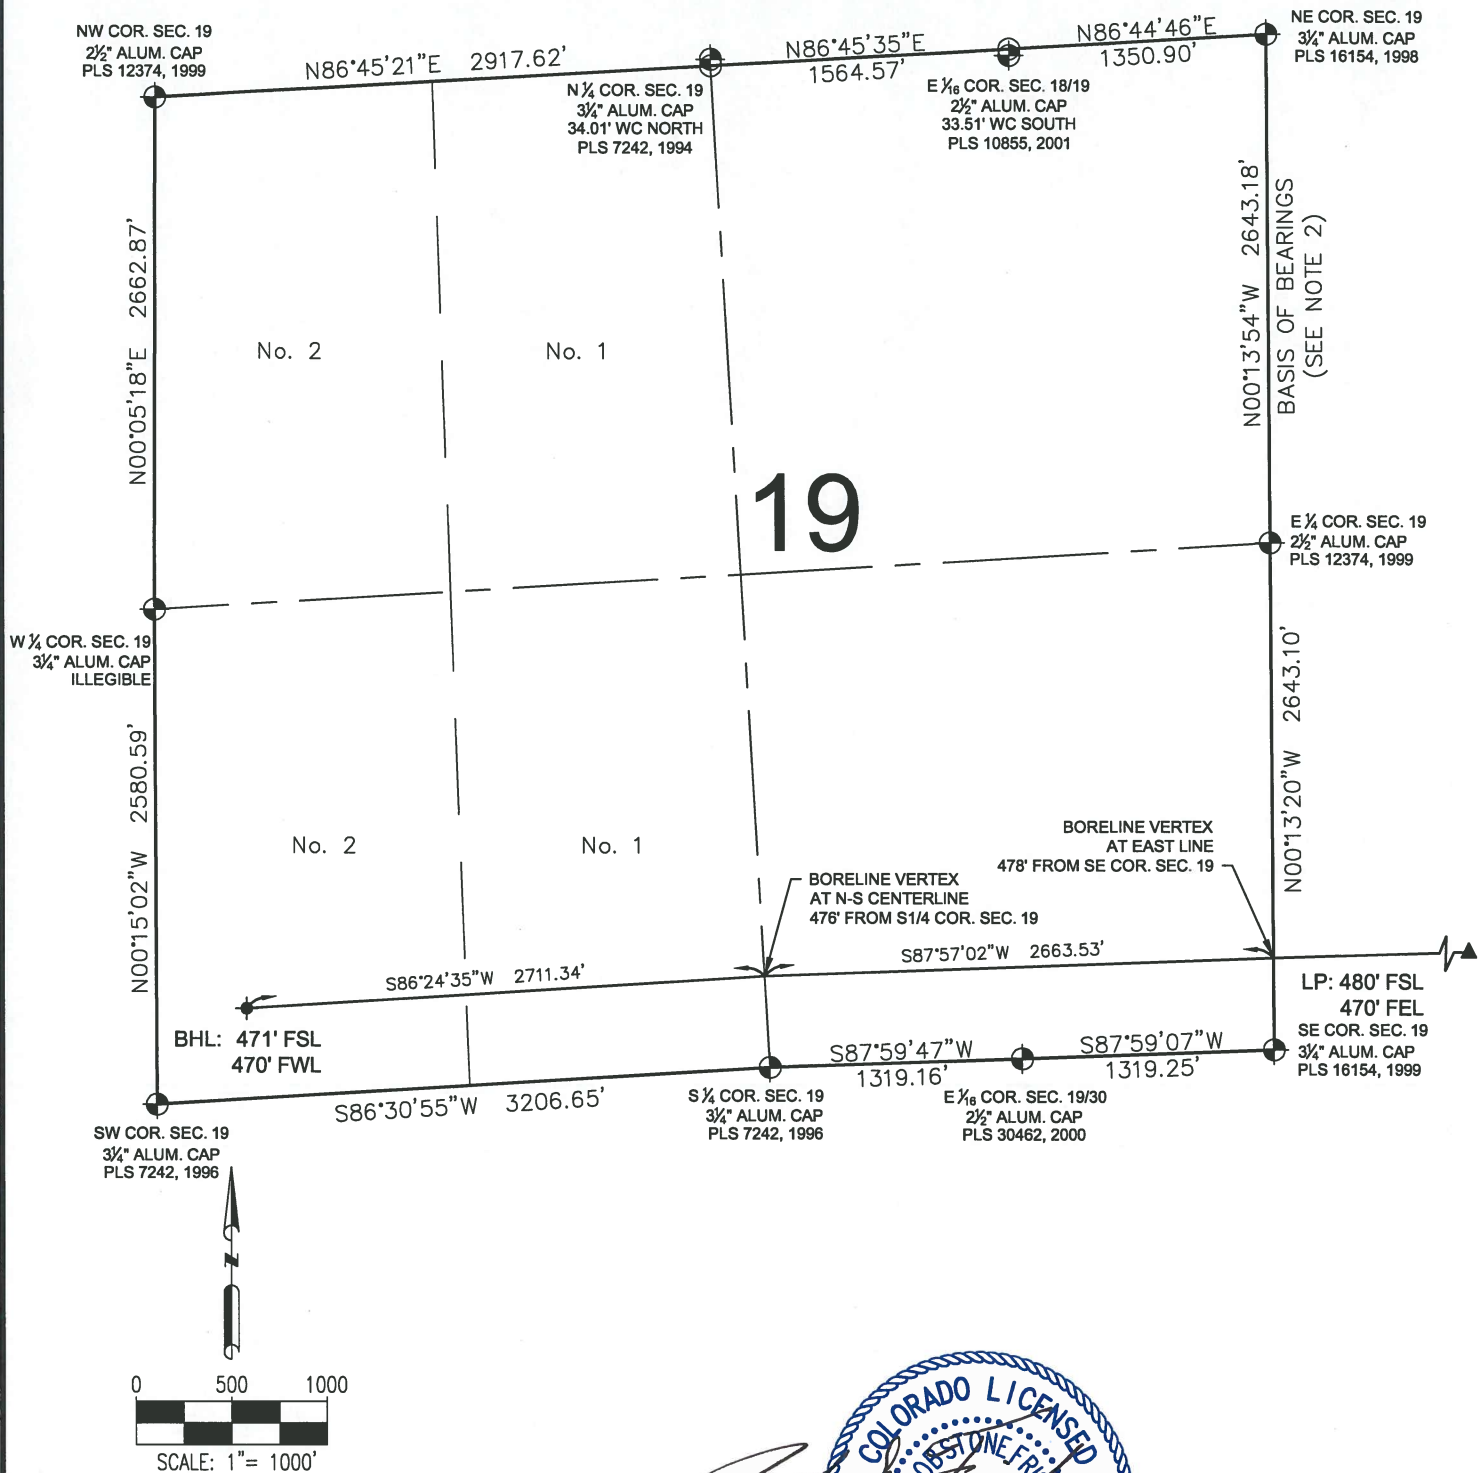 NW COR. SEC. 19
2½" ALUM. CAP
PLS 12374, 1999
N86°45'21"E 2917.62'
N ¼ COR. SEC. 19
3¼" ALUM. CAP
34.01' WC NORTH
PLS 7242, 1994
N86°45'35"E
1564.57'
E 1⁄16 COR. SEC. 18/19
2½" ALUM. CAP
33.51' WC SOUTH
PLS 10855, 2001
N86°44'46"E
1350.90'
NE COR. SEC. 19
3¼" ALUM. CAP
PLS 16154, 1998
N00°05'18"E 2662.87'
No. 2
No. 1
N00°13'54"W 2643.18'
BASIS OF BEARINGS
(SEE NOTE 2)
19
E ¼ COR. SEC. 19
2½" ALUM. CAP
PLS 12374, 1999
W ¼ COR. SEC. 19
3¼" ALUM. CAP
ILLEGIBLE
N00°15'02"W 2580.59'
No. 2
No. 1
N00°13'20"W 2643.10'
BORELINE VERTEX
AT EAST LINE
478' FROM SE COR. SEC. 19
BORELINE VERTEX
AT N-S CENTERLINE
476' FROM S1/4 COR. SEC. 19
S86°24'35"W 2711.34'
S87°57'02"W 2663.53'
BHL: 471' FSL
470' FWL
LP: 480' FSL
470' FEL
SE COR. SEC. 19
3¼" ALUM. CAP
PLS 16154, 1999
S86°30'55"W 3206.65'
S87°59'47"W
1319.16'
S87°59'07"W
1319.25'
S ¼ COR. SEC. 19
3¼" ALUM. CAP
PLS 7242, 1996
E 1⁄16 COR. SEC. 19/30
2½" ALUM. CAP
PLS 30462, 2000
SW COR. SEC. 19
3¼" ALUM. CAP
PLS 7242, 1996
N
0 500 1000
SCALE: 1"= 1000'
COLORADO LICENSED